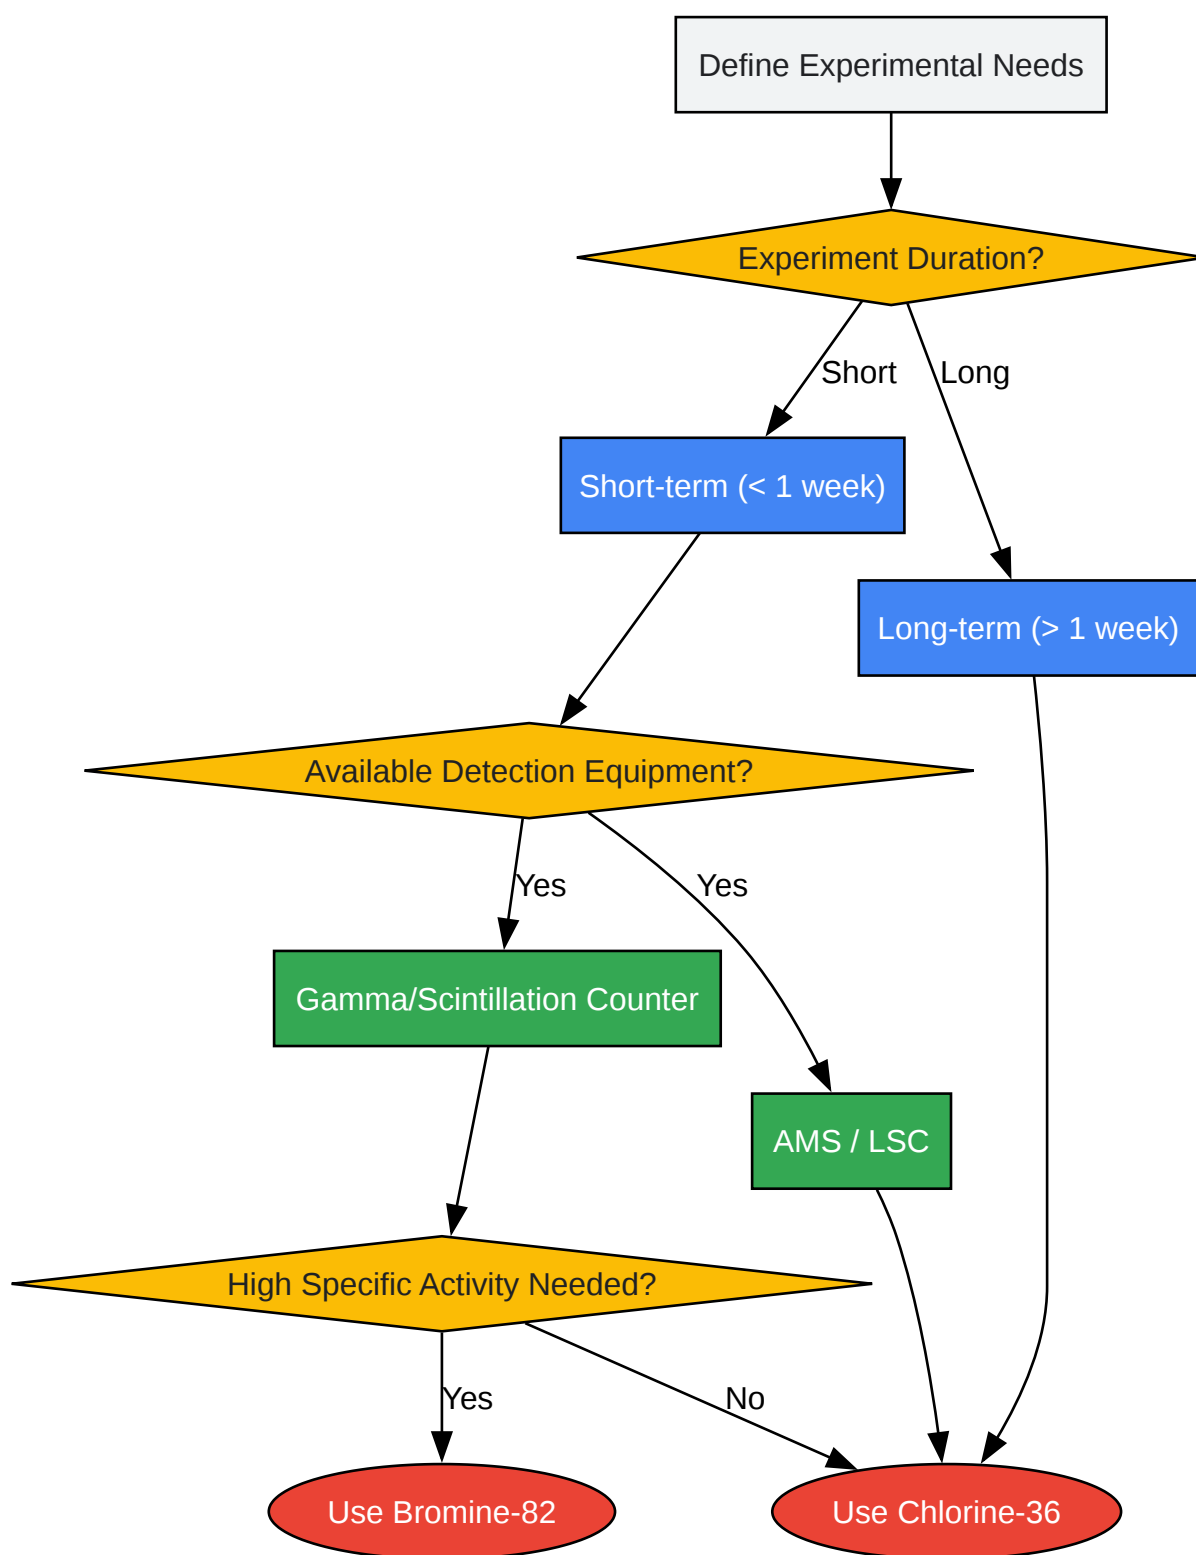 Define Experimental Needs
Experiment Duration?
Short
Long
Short-term (< 1 week)
Long-term (> 1 week)
Available Detection Equipment?
Yes
Yes
Gamma/Scintillation Counter
AMS / LSC
High Specific Activity Needed?
Yes
No
Use Bromine-82
Use Chlorine-36